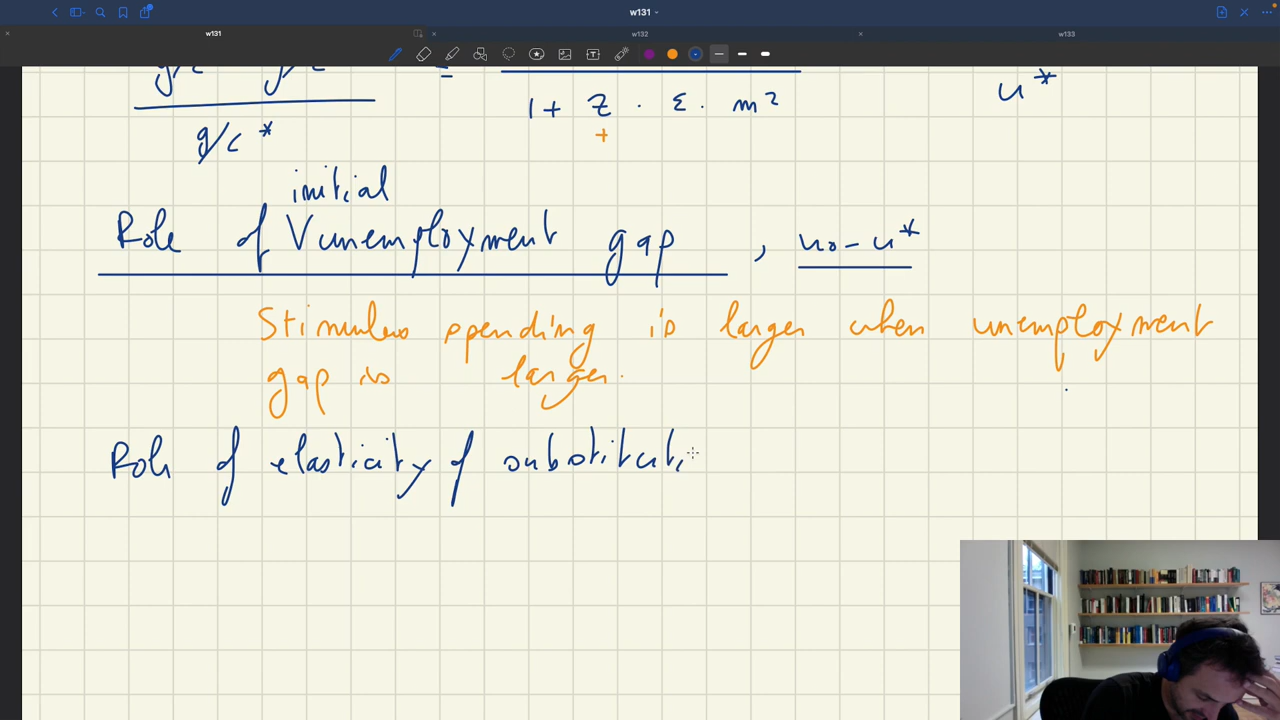 w131
w131 w132 w133
=
1 + z · ε · m²
+
g/c *
u *
initial
Role of V unemployment gap , u₀ - u*
Stimulus spending is larger when unemployment
gap is larger.
Role of elasticity of substituti